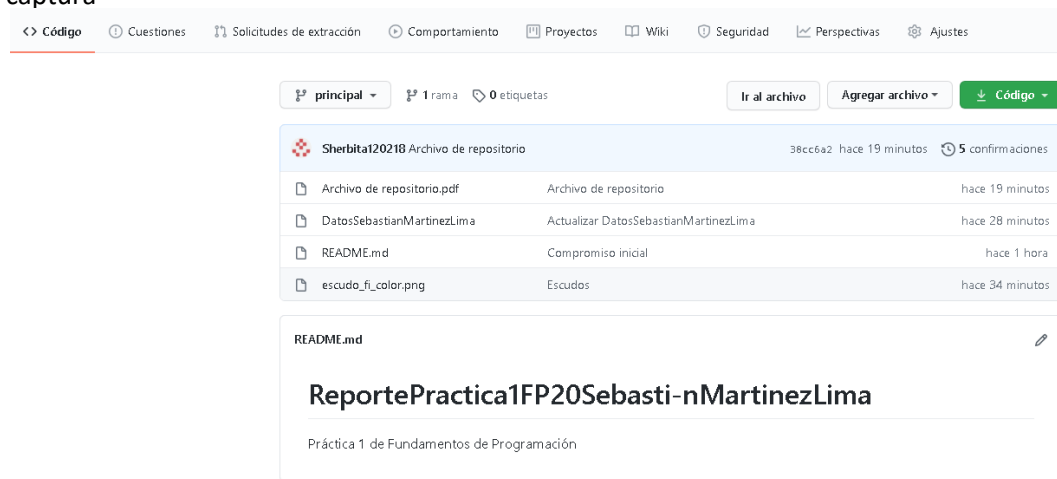 captura
<> Código Cuestiones Solicitudes de extracción Comportamiento Proyectos Wiki Seguridad Perspectivas Ajustes
principal 1 rama 0 etiquetas Ir al archivo Agregar archivo Código
Sherbita120218 Archivo de repositorio 38cc6a2 hace 19 minutos 5 confirmaciones
Archivo de repositorio.pdf Archivo de repositorio hace 19 minutos
DatosSebastianMartinezLima Actualizar DatosSebastianMartinezLima hace 28 minutos
README.md Compromiso inicial hace 1 hora
escudo_fi_color.png Escudos hace 34 minutos
README.md
ReportePractica1FP20Sebasti-nMartinezLima
Práctica 1 de Fundamentos de Programación